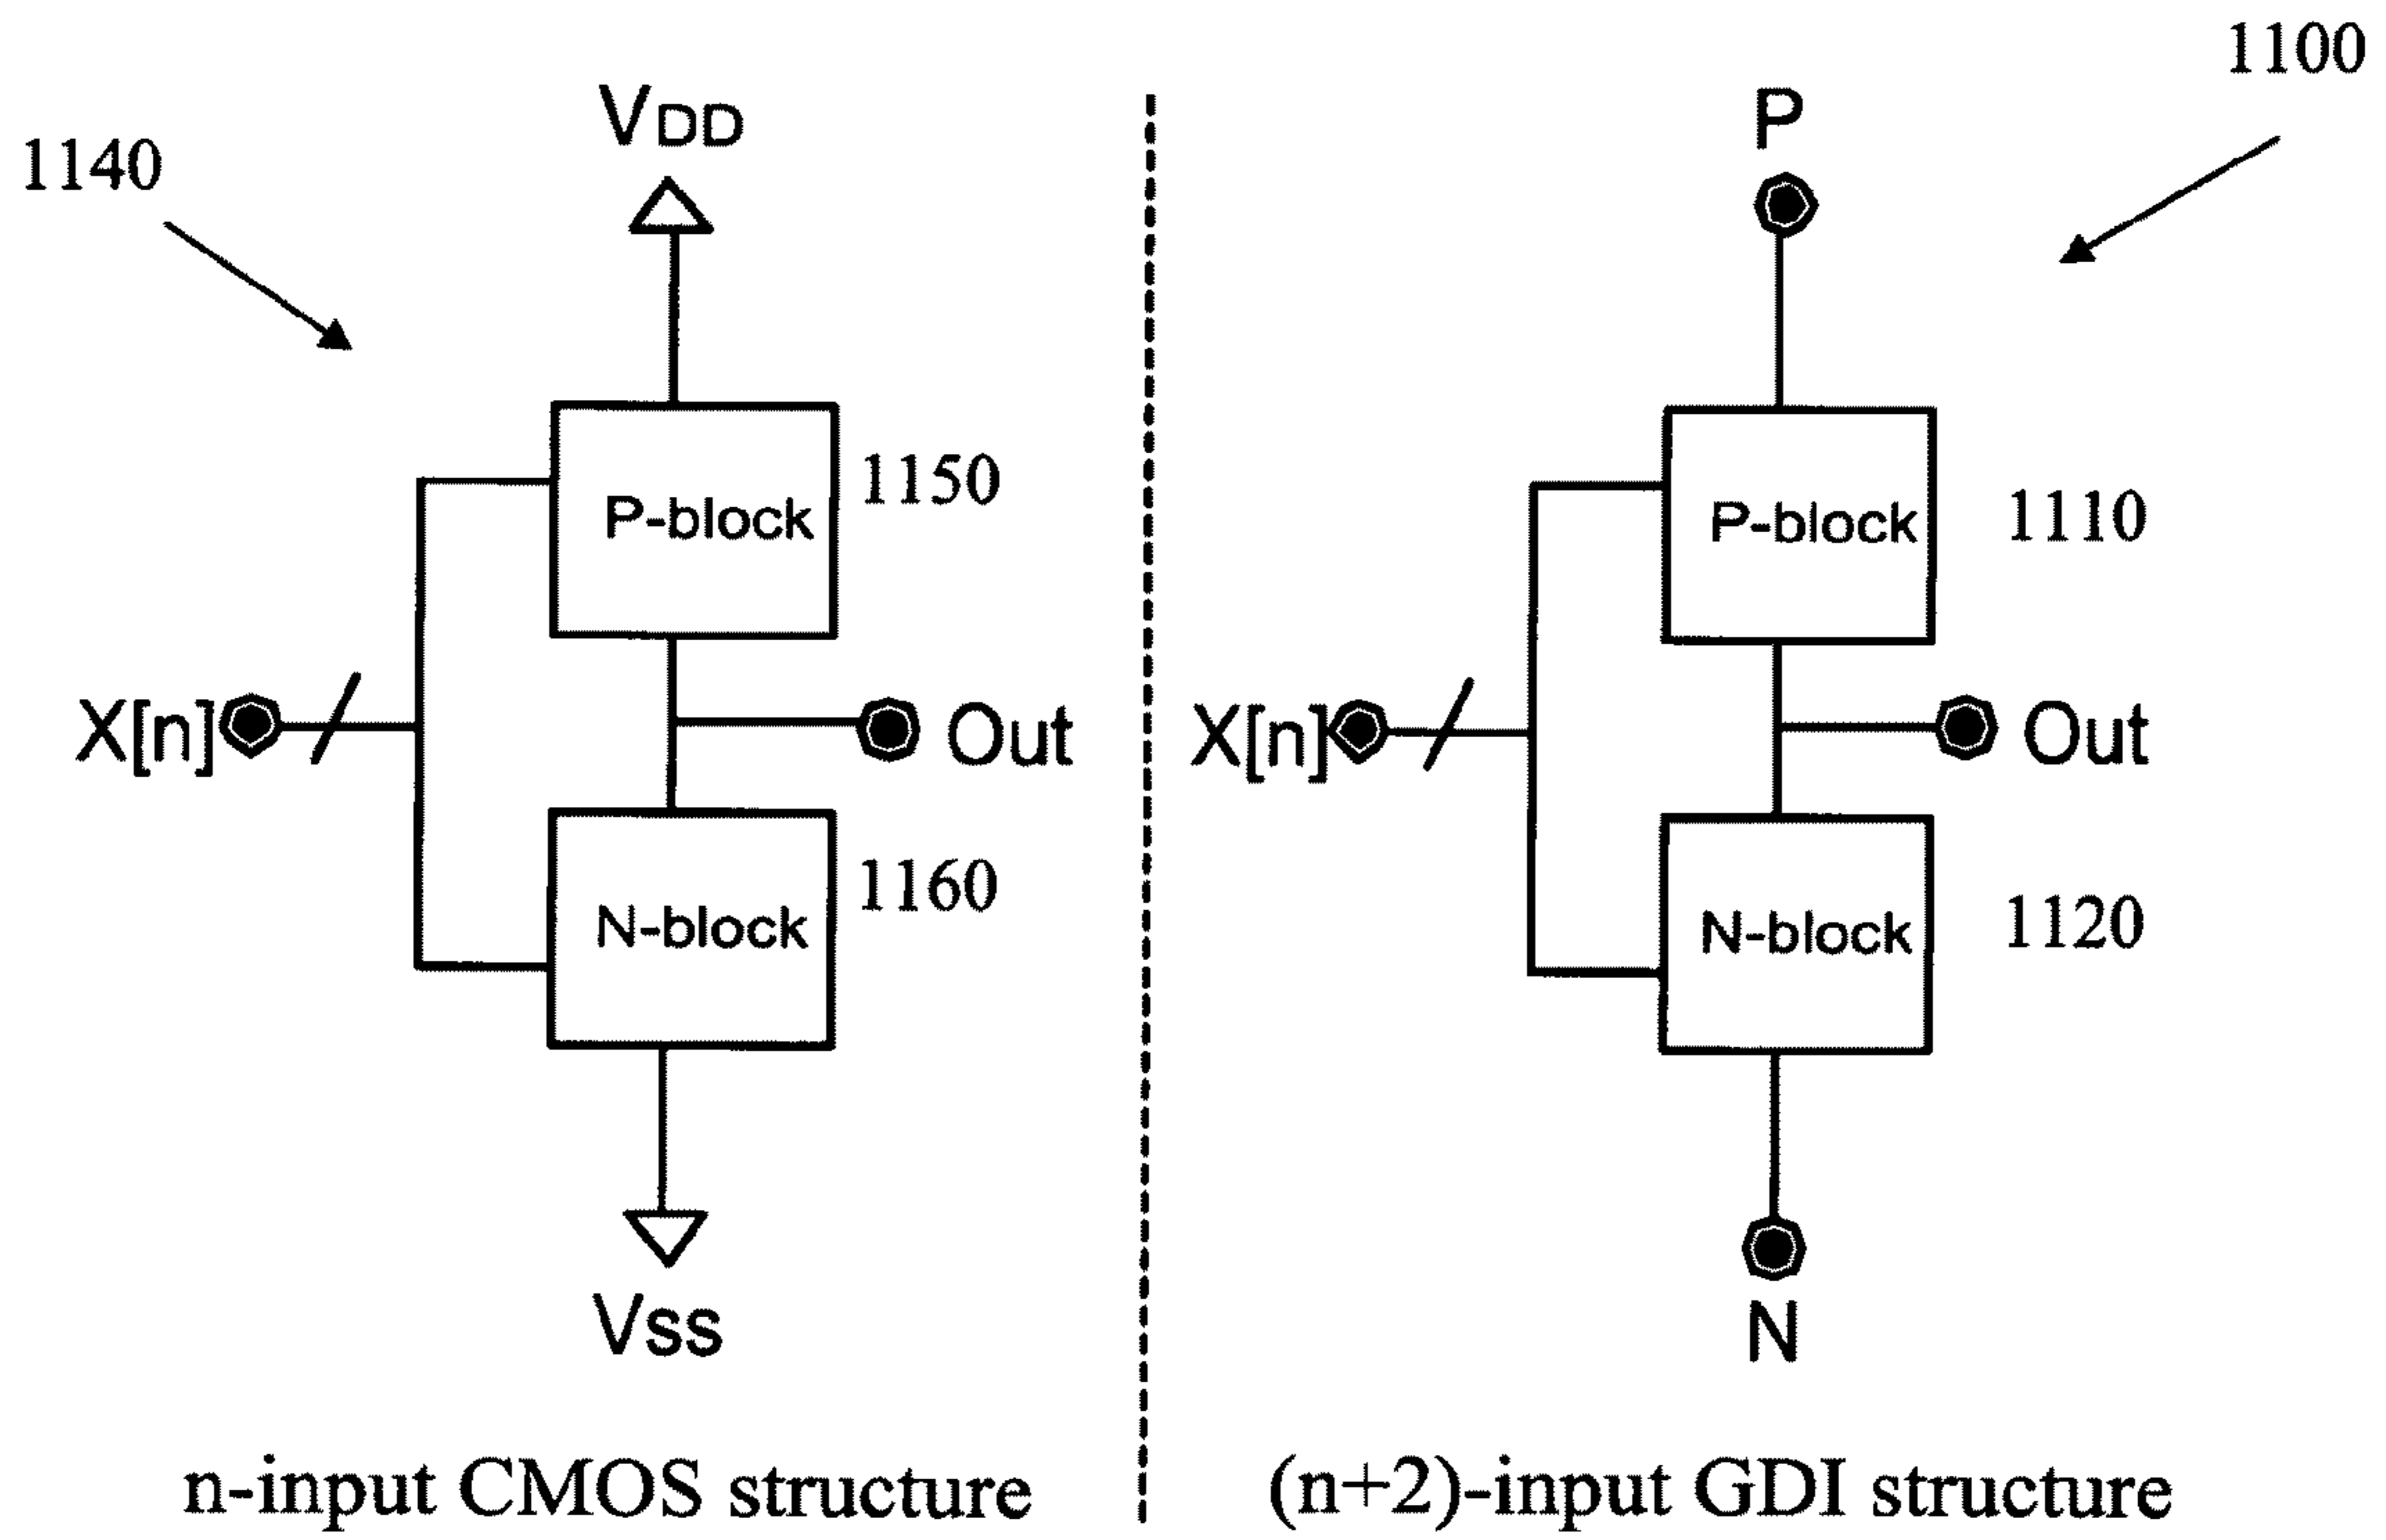 1100
VDD
P
1140
1150
P-block
P-block
1110
X[n]
Out
X[n]
Out
1160
N-block
N-block
1120
Vss
N
n-input CMOS structure
(n+2)-input GDI structure